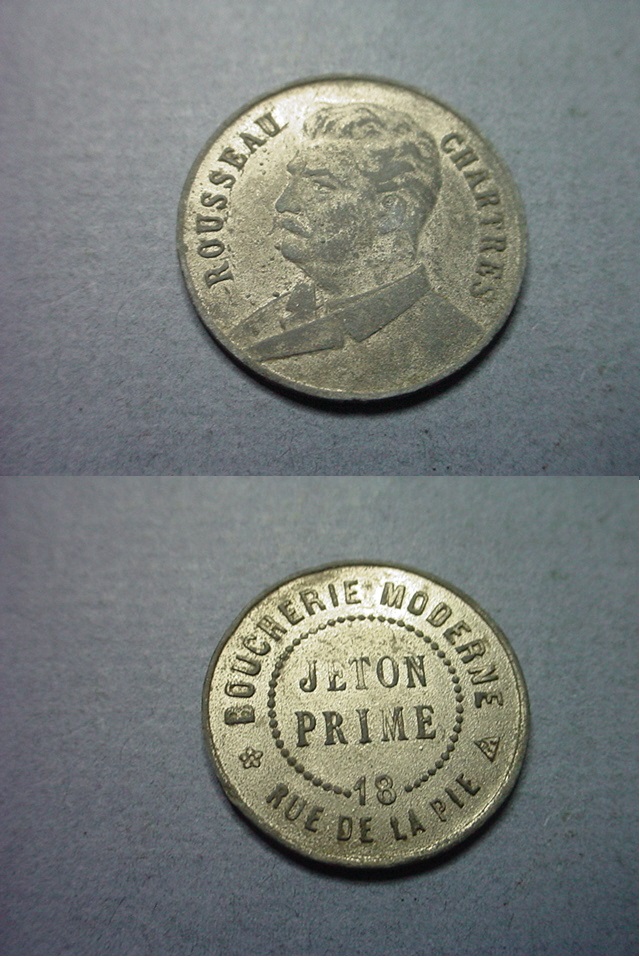 ROUSSEAU CHARTRES
BOUCHERIE MODERNE
JETON
PRIME
18
RUE DE LA PIE